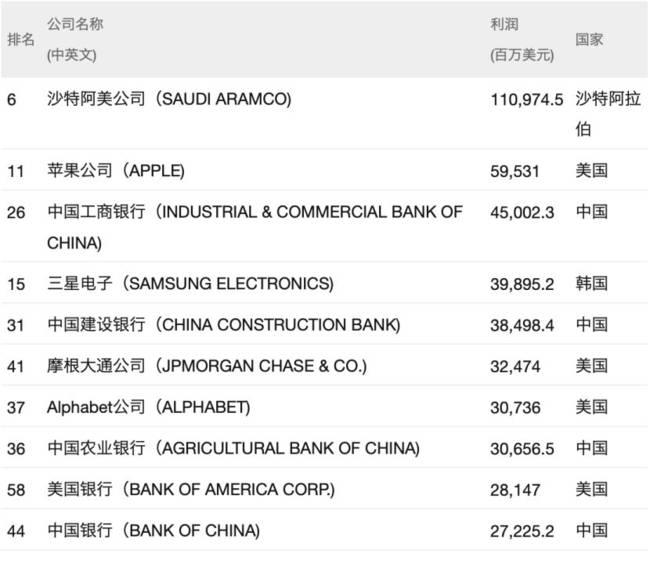 排名 公司名称 (中英文) 利润 (百万美元) 国家
6 沙特阿美公司（SAUDI ARAMCO) 110,974.5 沙特阿拉伯
11 苹果公司（APPLE) 59,531 美国
26 中国工商银行（INDUSTRIAL & COMMERCIAL BANK OF CHINA) 45,002.3 中国
15 三星电子（SAMSUNG ELECTRONICS) 39,895.2 韩国
31 中国建设银行（CHINA CONSTRUCTION BANK) 38,498.4 中国
41 摩根大通公司（JPMORGAN CHASE & CO.) 32,474 美国
37 Alphabet公司（ALPHABET) 30,736 美国
36 中国农业银行（AGRICULTURAL BANK OF CHINA) 30,656.5 中国
58 美国银行（BANK OF AMERICA CORP.) 28,147 美国
44 中国银行（BANK OF CHINA) 27,225.2 中国